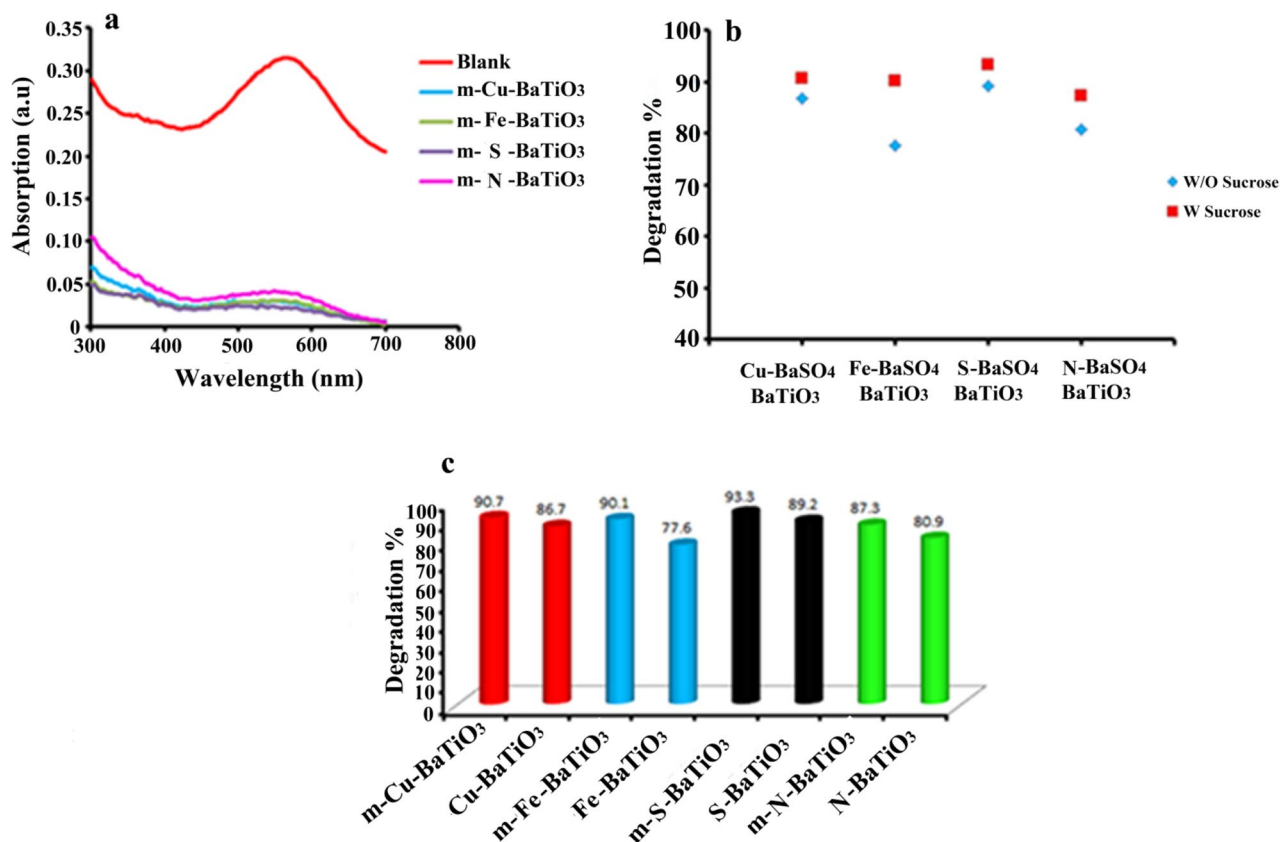 a
0.35
0.30
0.25
0.20
0.15
0.10
0.05
0
Absorption (a.u)
300 400 500 600 700 800
Wavelength (nm)
Blank
m-Cu-BaTiO3
m-Fe-BaTiO3
m- S -BaTiO3
m- N -BaTiO3
b
100
90
80
70
60
50
40
Degradation %
Cu-BaSO4 Fe-BaSO4 S-BaSO4 N-BaSO4
BaTiO3 BaTiO3 BaTiO3 BaTiO3
W/O Sucrose
W Sucrose
c
100
90
80
70
60
50
40
30
20
10
0
Degradation %
90.7 86.7 90.1 77.6 93.3 89.2 87.3 80.9
m-Cu-BaTiO3
Cu-BaTiO3
m-Fe-BaTiO3
Fe-BaTiO3
m-S-BaTiO3
S-BaTiO3
m-N-BaTiO3
N-BaTiO3